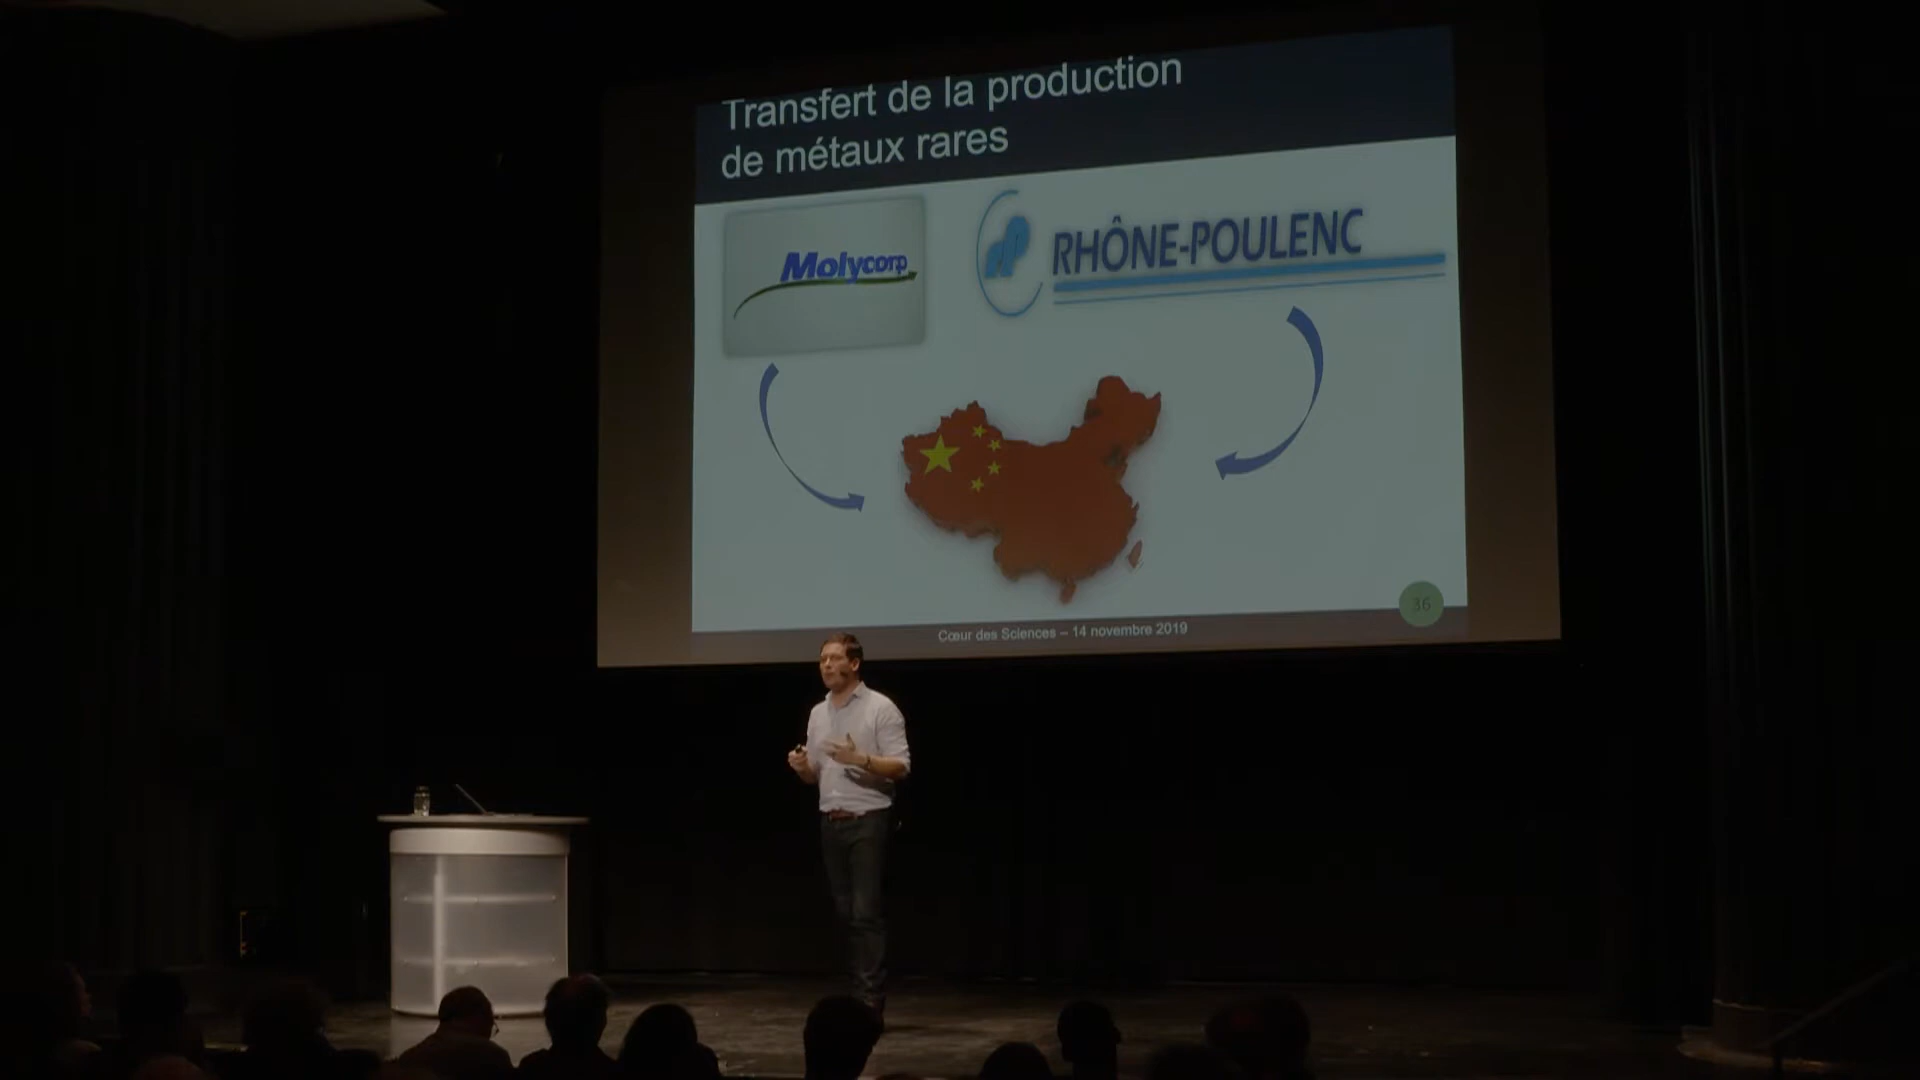 Transfert de la production
de métaux rares
Molycorp
RHÔNE-POULENC
36
Cœur des Sciences – 14 novembre 2019